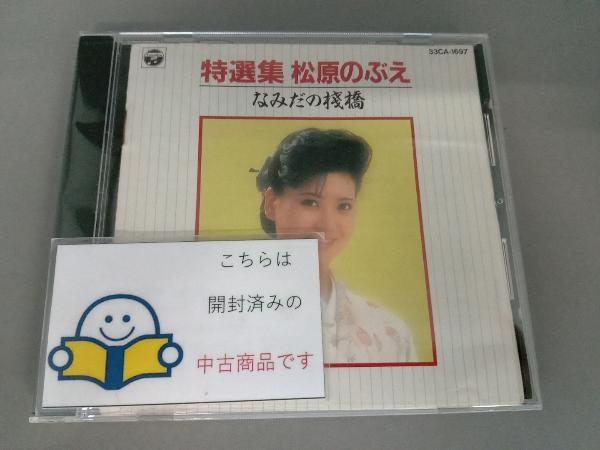 33CA-1697
特選集 松原のぶえ
なみだの棧橋
こちらは
開封済みの
中古商品です